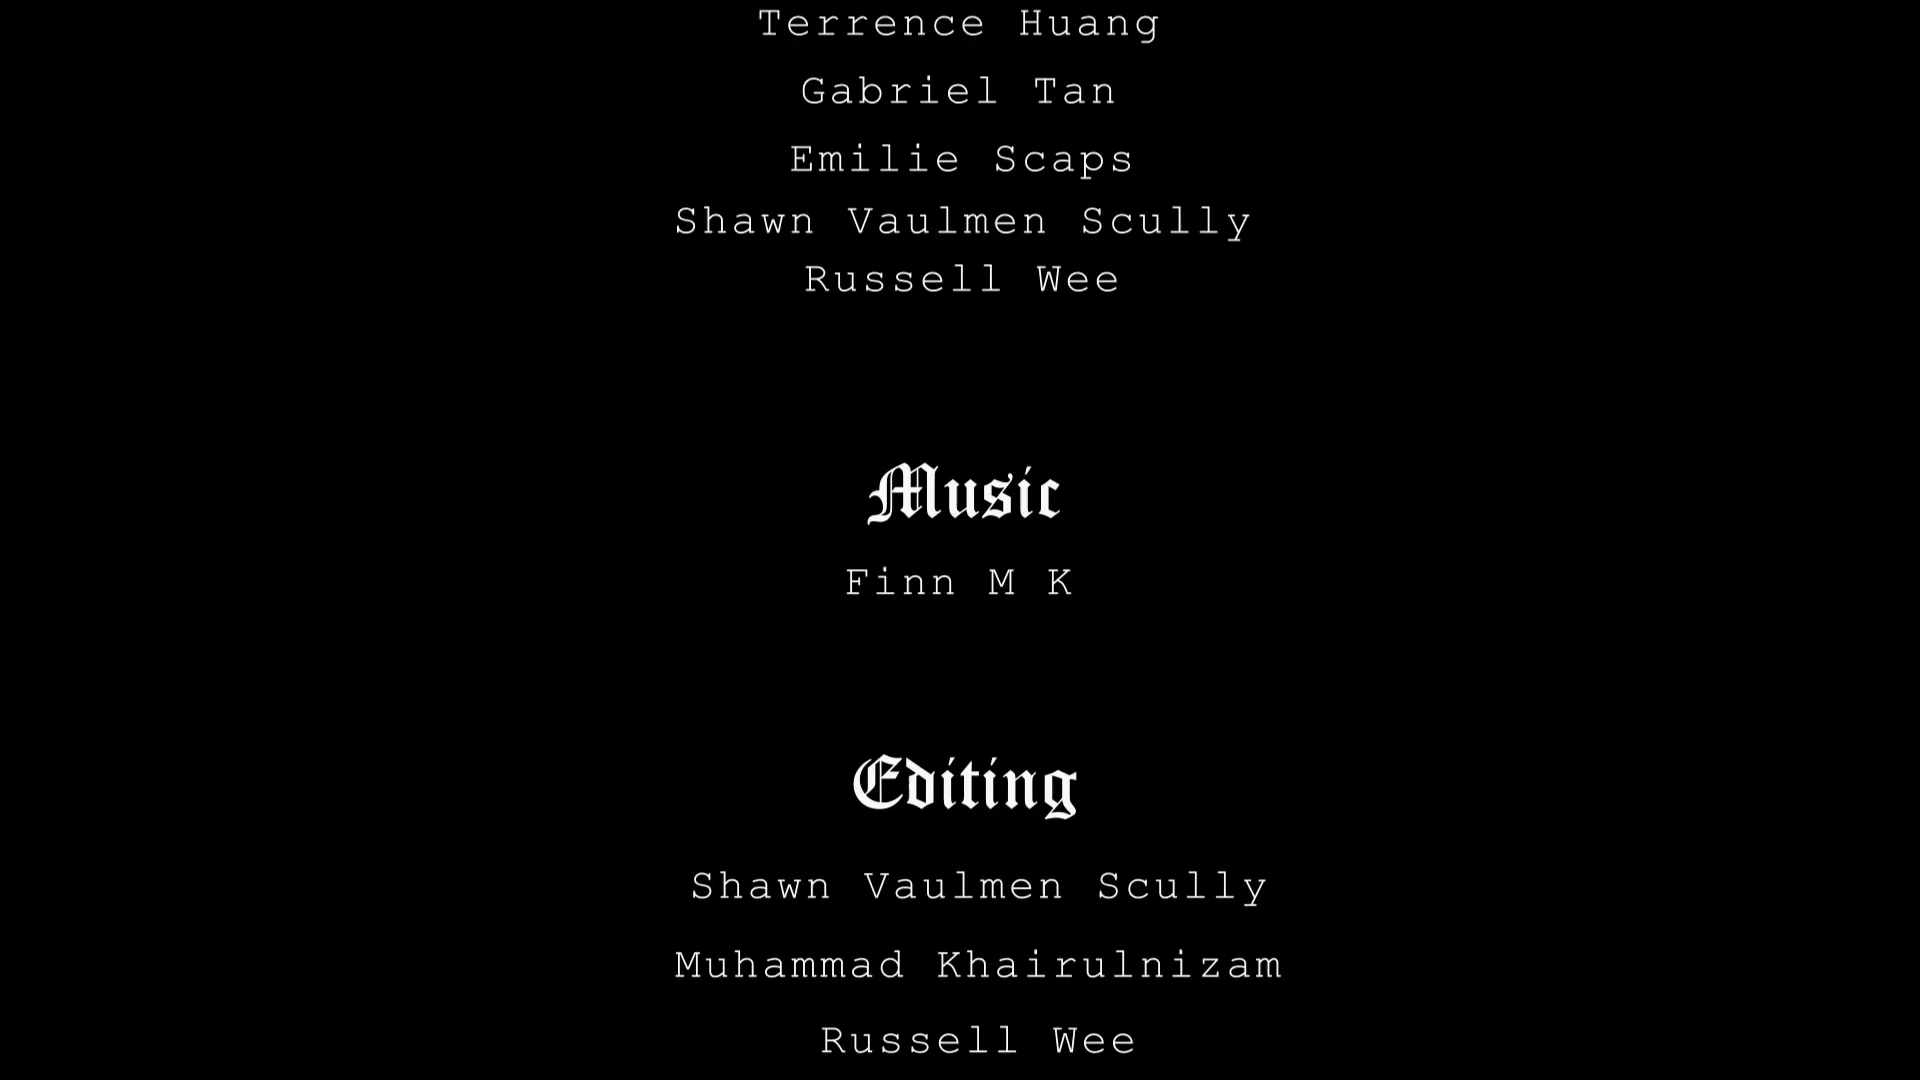 Terrence Huang
Gabriel Tan
Emilie Scaps
Shawn Vaulmen Scully
Russell Wee
Music
Finn M K
Editing
Shawn Vaulmen Scully
Muhammad Khairulnizam
Russell Wee